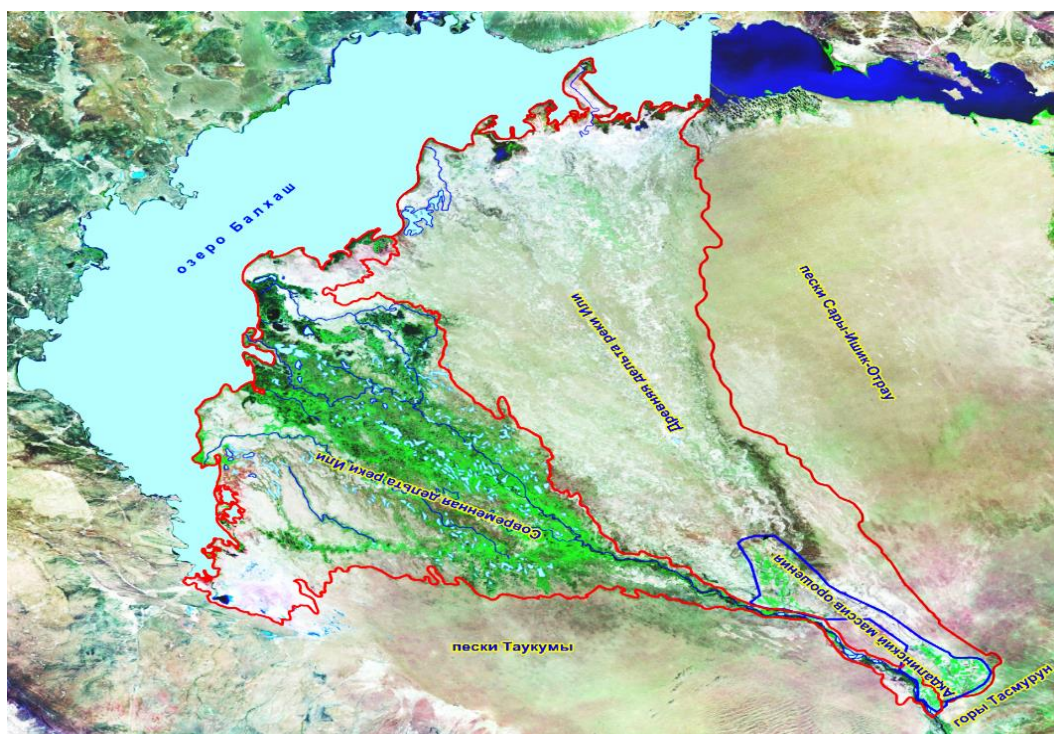 озеро Балхаш
пески Сары-Ишик-Отрау
Древняя дельта реки Или
Современная дельта реки Или
Акдалинский массив орошения
пески Таукумы
горы Тасмурун